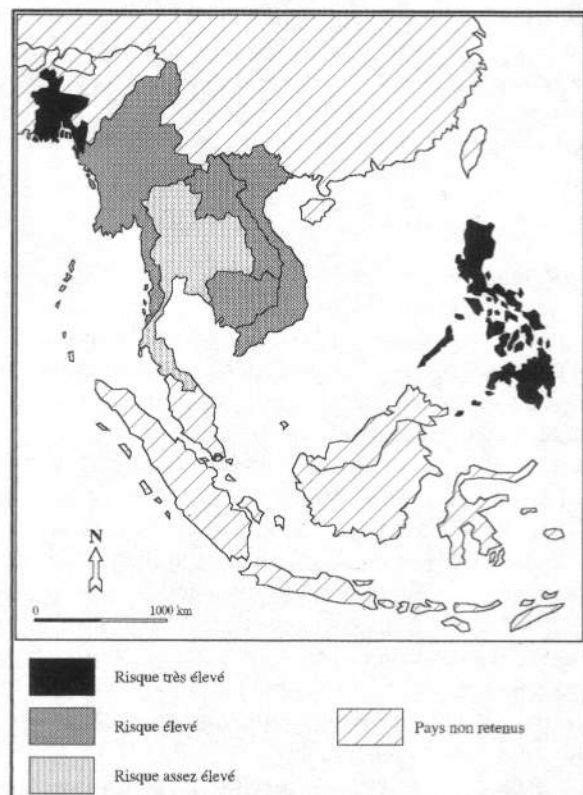 N
0 1000 km
Risque très élevé
Risque élevé
Pays non retenus
Risque assez élevé